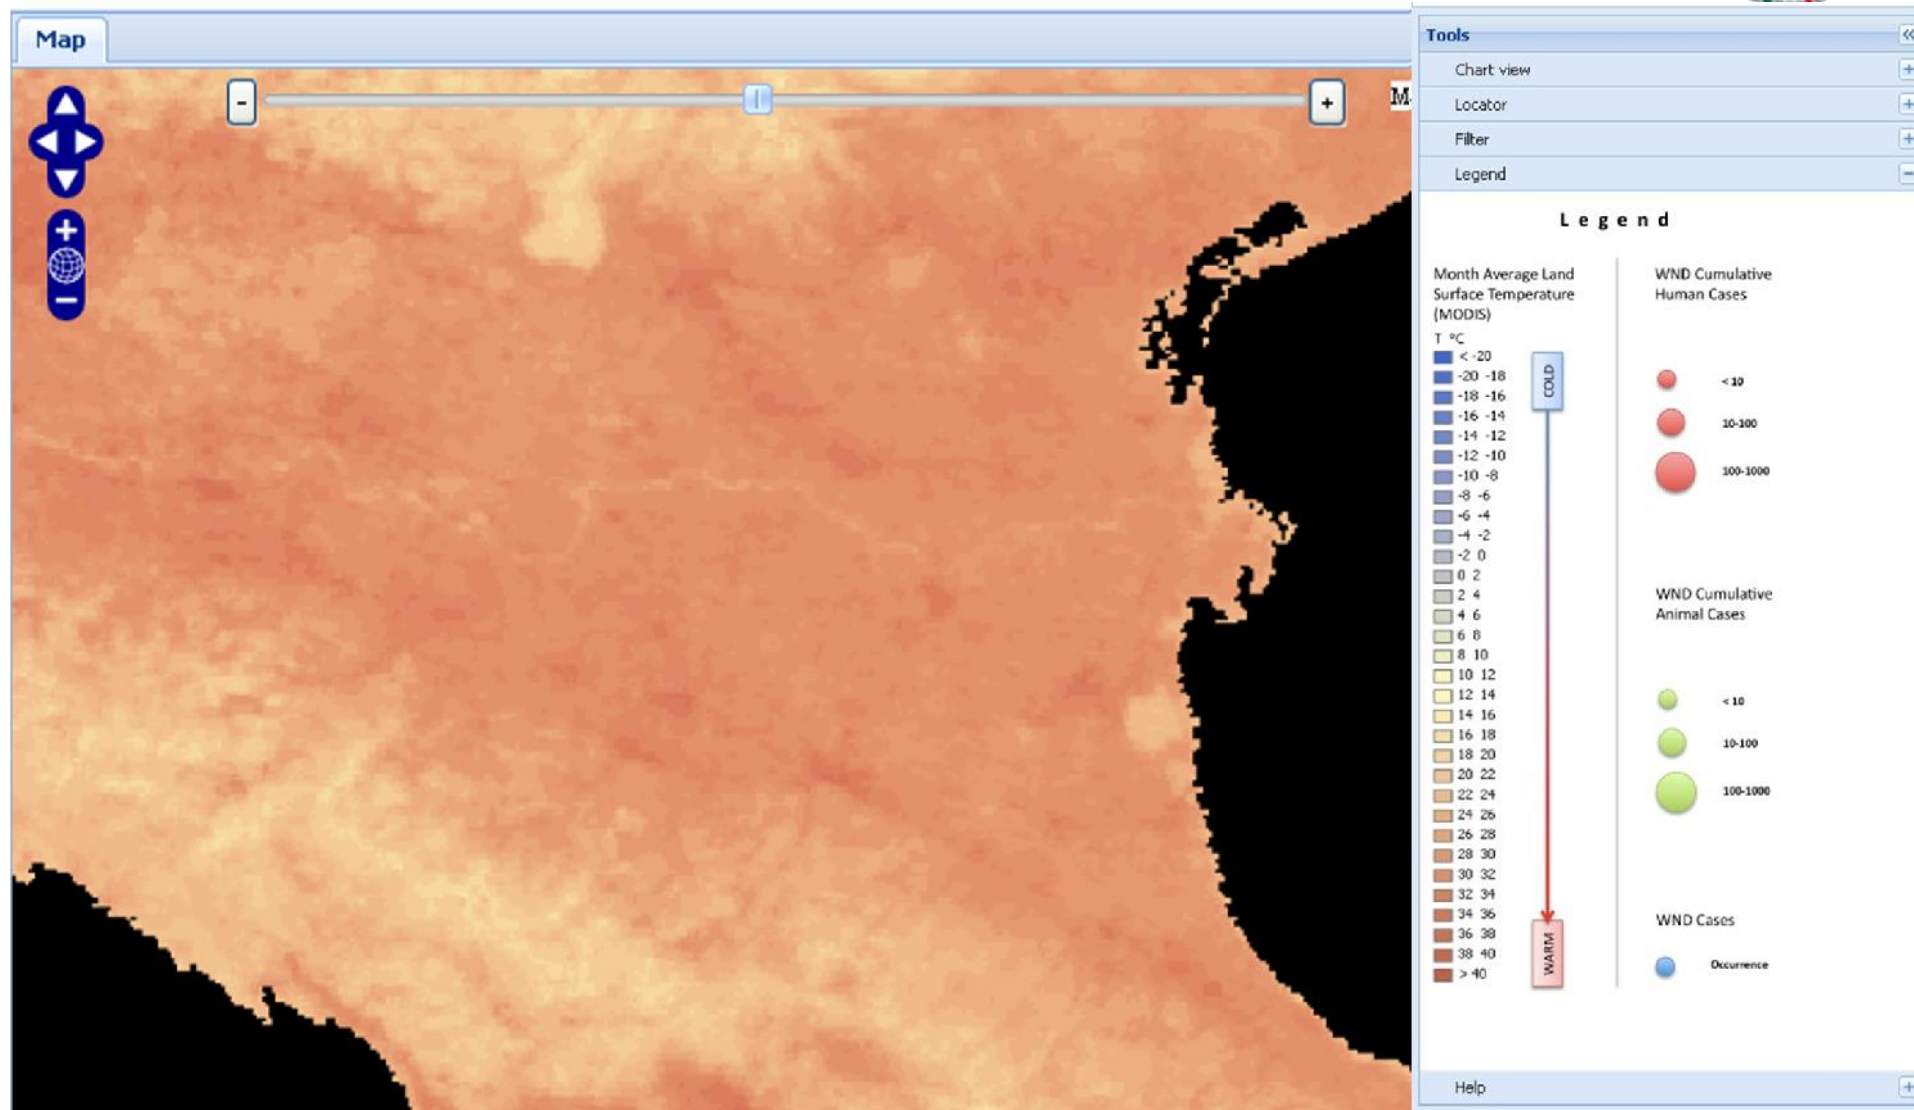 Map
-
+
M
Tools
Chart view
Locator
Filter
Legend
Legend
Month Average Land
Surface Temperature
(MODIS)
T ºC
< -20
-20 -18
-18 -16
-16 -14
-14 -12
-12 -10
-10 -8
-8 -6
-6 -4
-4 -2
-2 0
0 2
2 4
4 6
6 8
8 10
10 12
12 14
14 16
16 18
18 20
20 22
22 24
24 26
26 28
28 30
30 32
32 34
34 36
36 38
38 40
> 40
COLD
WARM
WND Cumulative
Human Cases
< 10
10-100
100-1000
WND Cumulative
Animal Cases
< 10
10-100
100-1000
WND Cases
Occurrence
Help